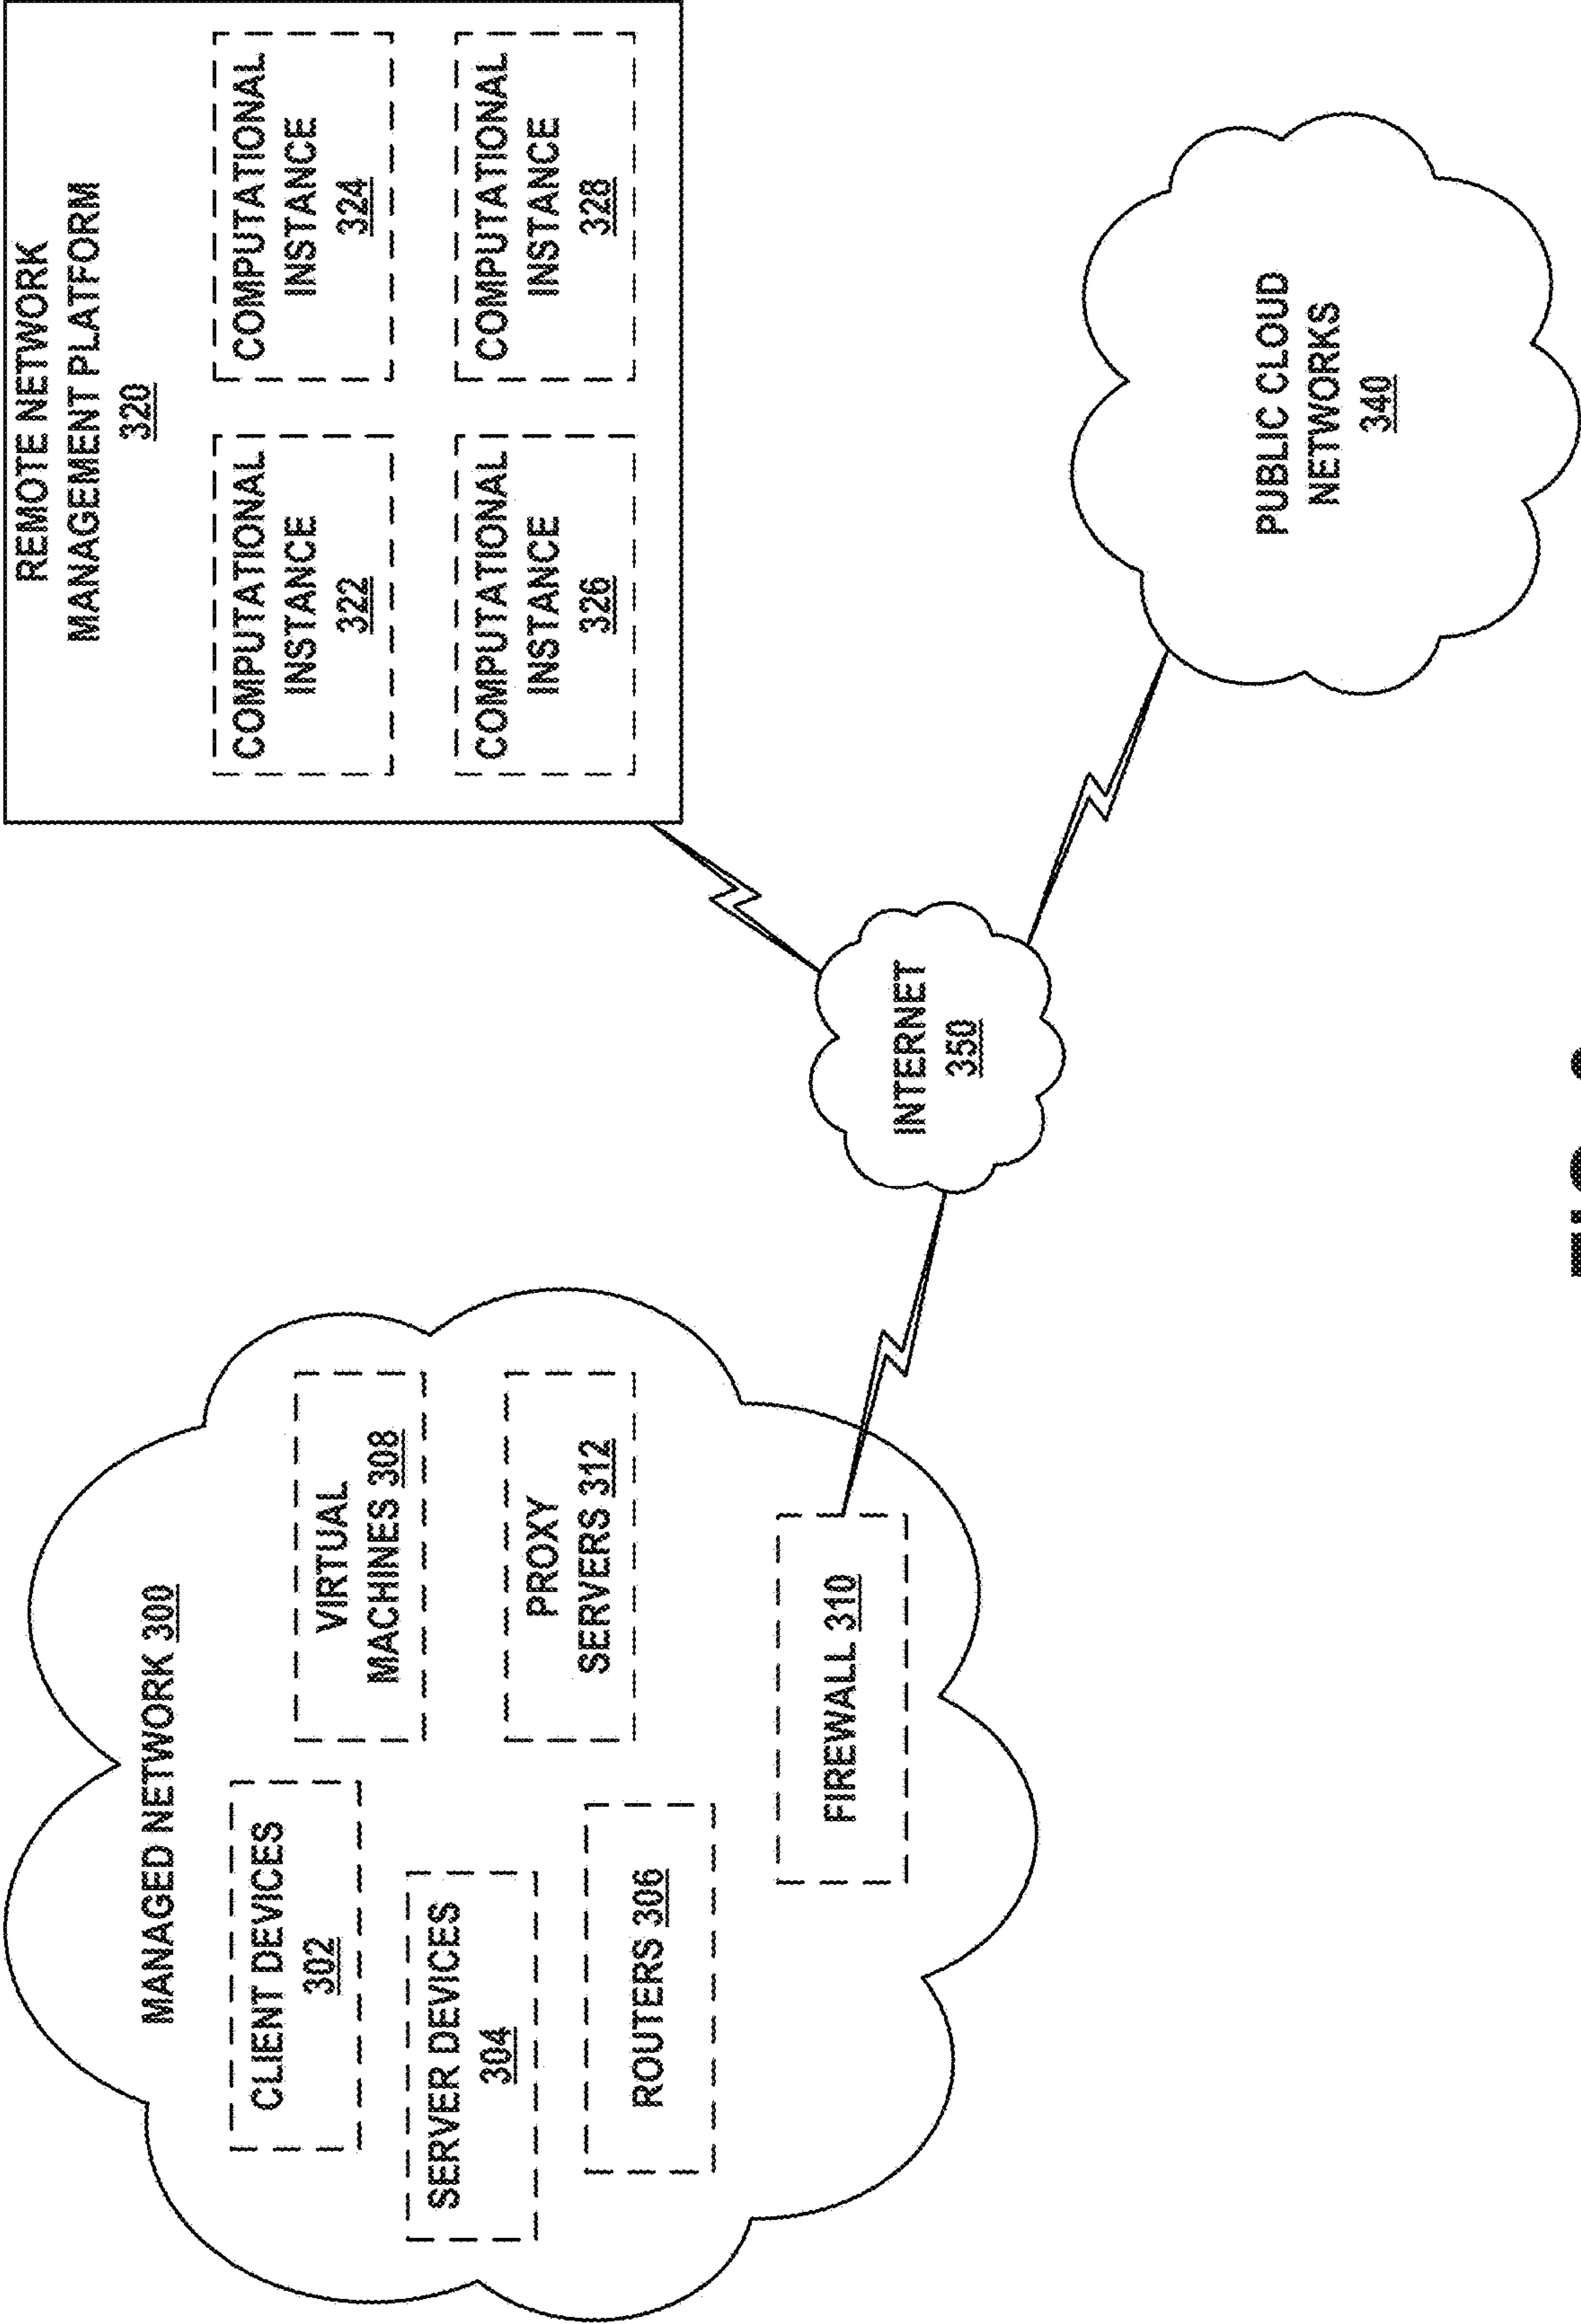 MANAGED NETWORK 300
CLIENT DEVICES
302
SERVER DEVICES
304
ROUTERS 306
VIRTUAL
MACHINES 308
PROXY
SERVERS 312
FIREWALL 310
INTERNET
350
REMOTE NETWORK
MANAGEMENT PLATFORM
320
COMPUTATIONAL
INSTANCE
322
COMPUTATIONAL
INSTANCE
324
COMPUTATIONAL
INSTANCE
326
COMPUTATIONAL
INSTANCE
328
PUBLIC CLOUD
NETWORKS
340